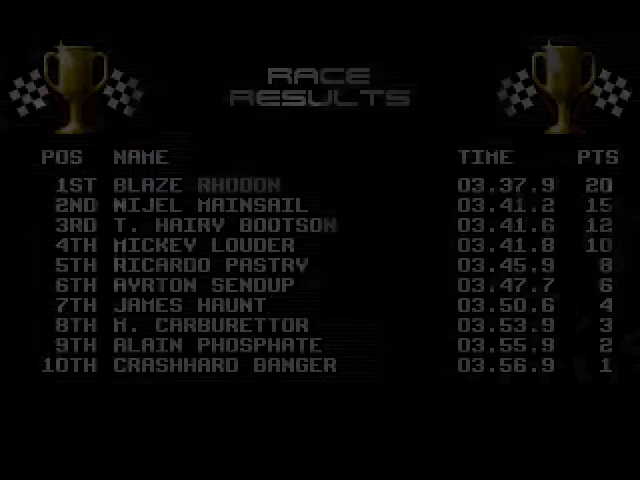 RACE
RESULTS
POS NAME TIME PTS
1ST BLAZE RHODON 03.37.9 20
2ND NIJEL MAINSAIL 03.41.2 15
3RD T. HAIRY BOOTSON 03.41.6 12
4TH MICKEY LOUDER 03.41.8 10
5TH RICARDO PASTRY 03.45.9 8
6TH AYRTON SENDUP 03.47.7 6
7TH JAMES HAUNT 03.50.6 4
8TH M. CARBURETTOR 03.53.9 3
9TH ALAIN PHOSPHATE 03.55.9 2
10TH CRASHHARD BANGER 03.56.9 1